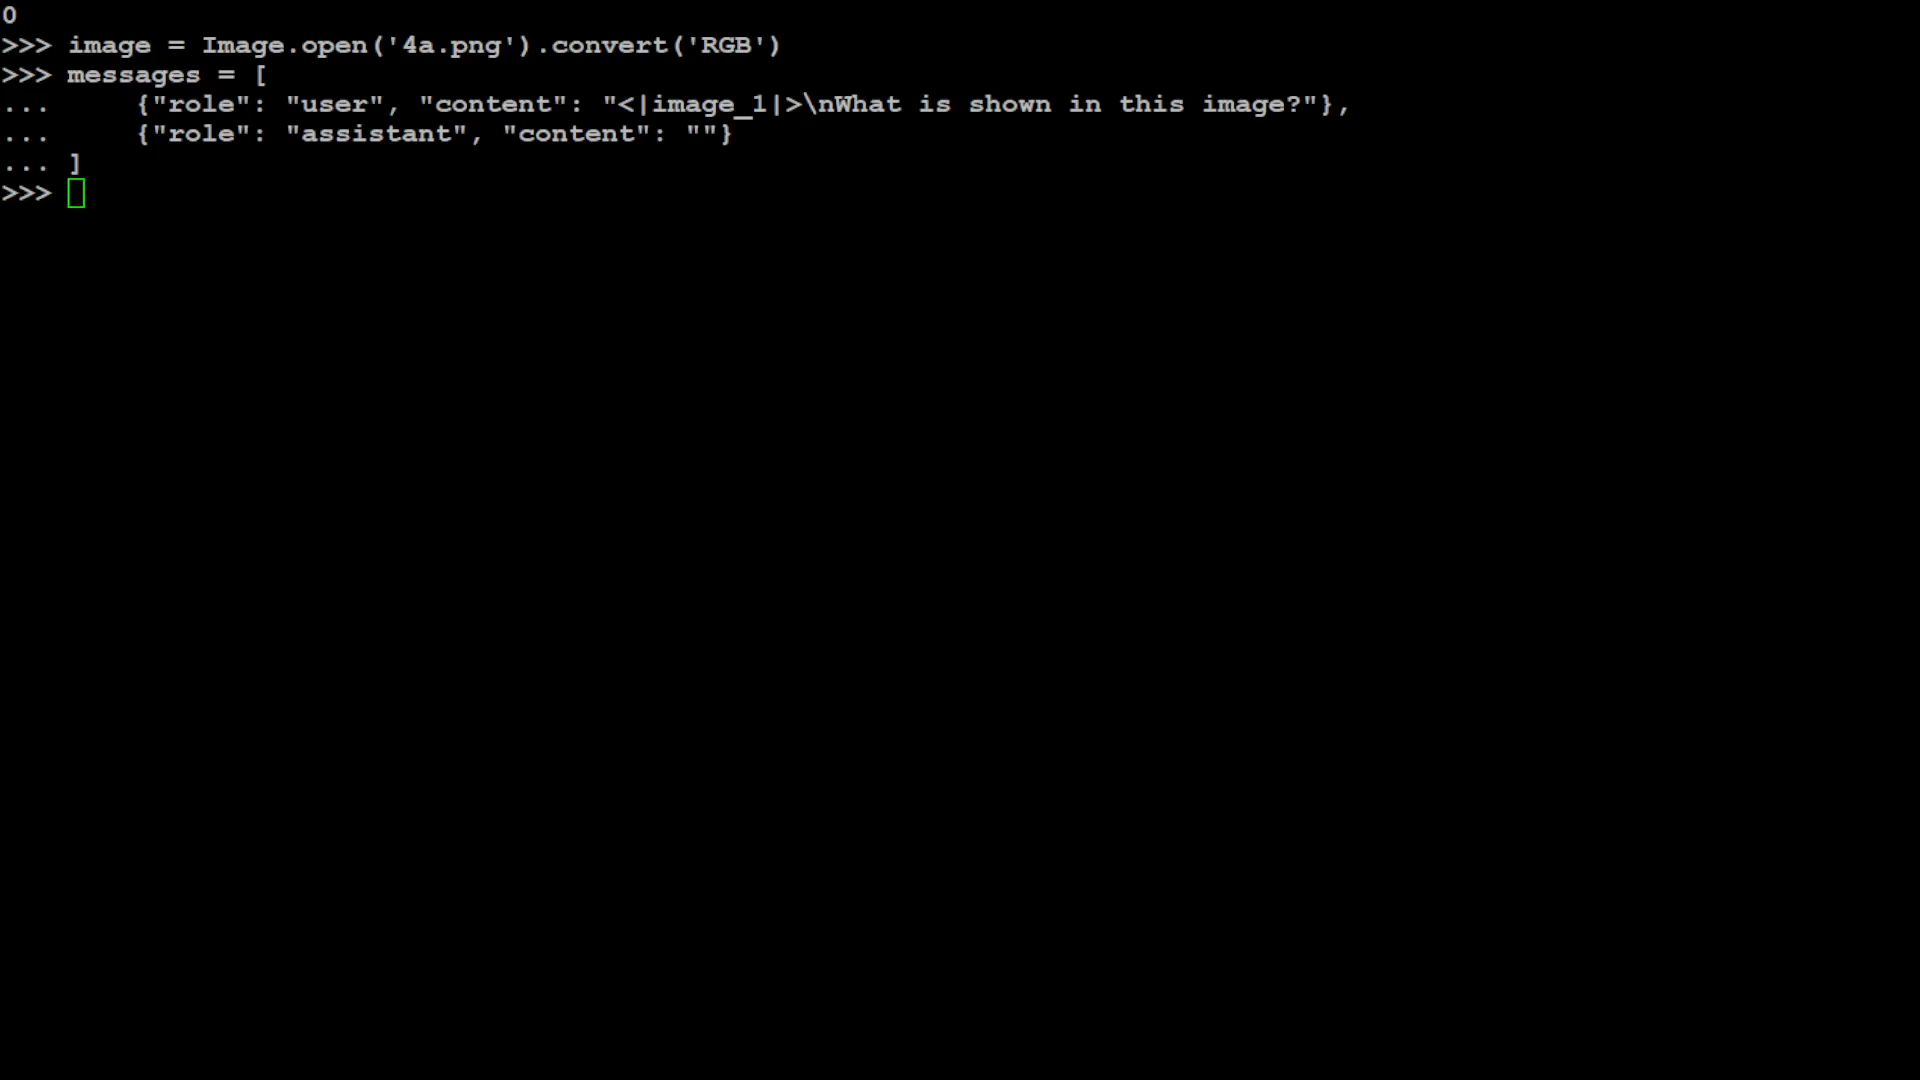 0
>>> image = Image.open('4a.png').convert('RGB')
>>> messages = [
...     {"role": "user", "content": "<|image_1|>\nWhat is shown in this image?"},
...     {"role": "assistant", "content": ""}
... ]
>>>